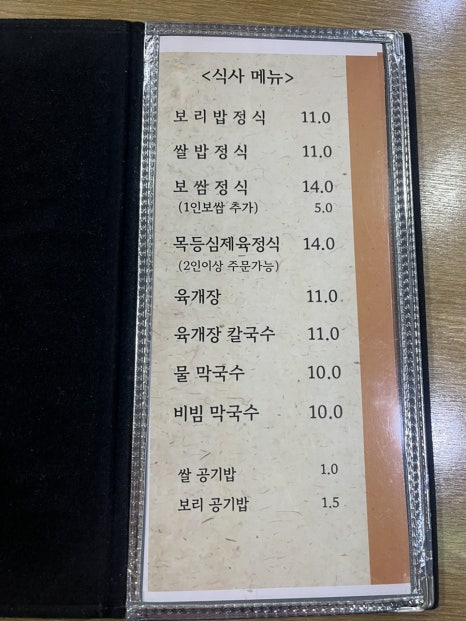 <식사 메뉴>
보리밥정식 11.0
쌀밥정식 11.0
보쌈정식 14.0
(1인보쌈 추가) 5.0
목등심제육정식 14.0
(2인이상 주문가능)
육개장 11.0
육개장 칼국수 11.0
물 막국수 10.0
비빔 막국수 10.0
쌀 공기밥 1.0
보리 공기밥 1.5